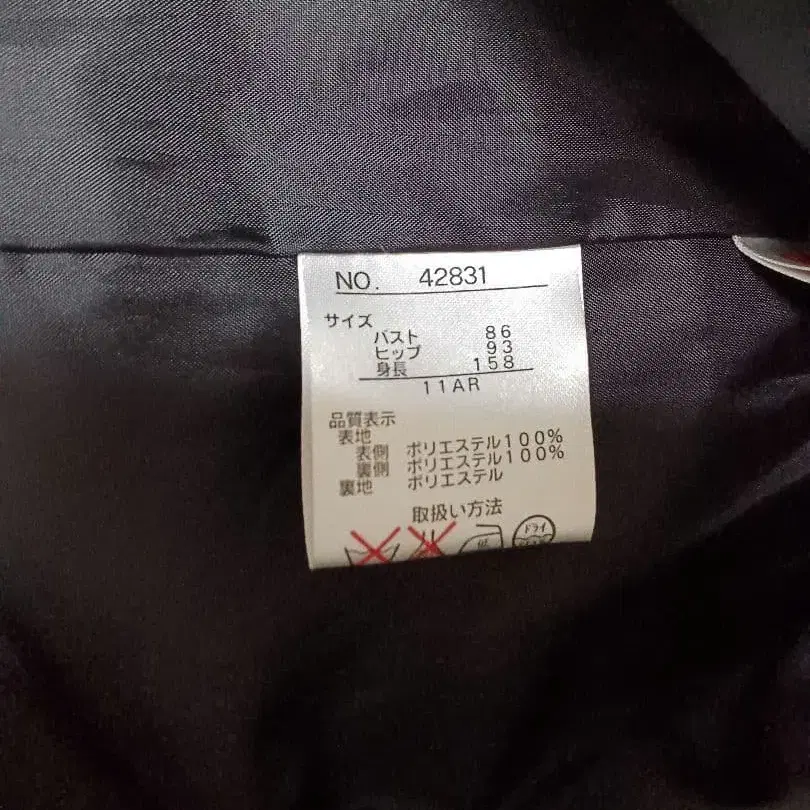 NO. 42831
サイズ
バスト 86
ヒップ 93
身長 158
11AR
品質表示
表地
表側 ポリエステル100%
裏側 ポリエステル100%
裏地 ポリエステル
取扱い方法
ドライ